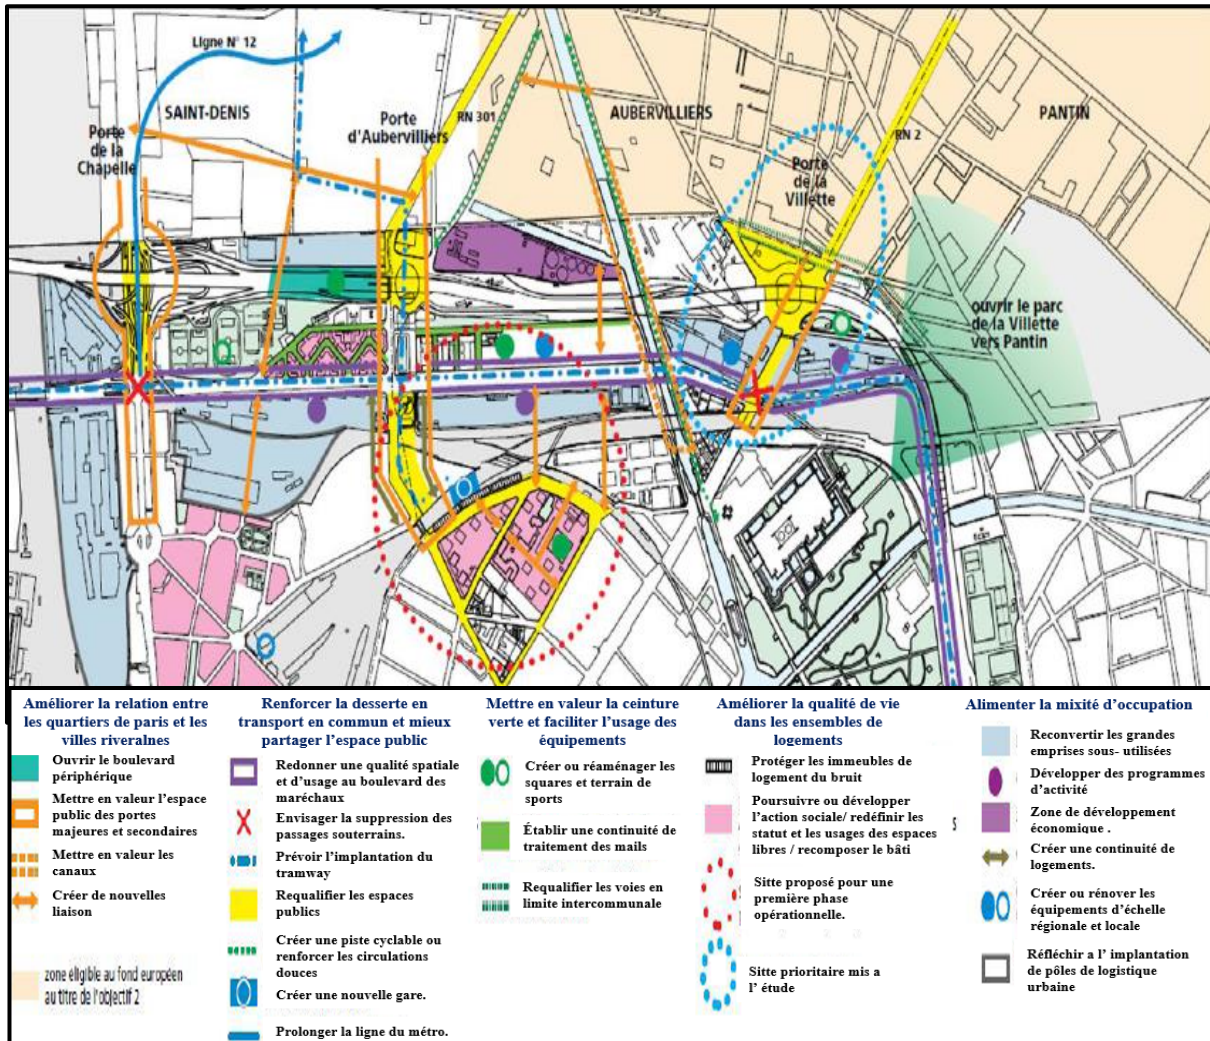 Ligne N° 12
SAINT-DENIS
Porte
de la
Chapelle
Porte
d'Aubervilliers
RN 301
AUBERVILLIERS
PANTIN
RN 2
Porte
de la
Villette
ouvrir le parc
de la Villette
vers Pantin
Améliorer la relation entre
les quartiers de paris et les
villes riveralnes
Ouvrir le boulevard
périphérique
Mettre en valeur l'espace
public des portes
majeures et secondaires
Mettre en valeur les
canaux
Créer de nouvelles
liaison
zone éligible au fond européen
au titre de l'objectif 2
Renforcer la desserte en
transport en commun et mieux
partager l'espace public
Redonner une qualité spatiale
et d'usage au boulevard des
maréchaux
Envisager la suppression des
passages souterrains.
Prévoir l'implantation du
tramway
Requalifier les espaces
publics
Créer une piste cyclable ou
renforcer les circulations
douces
Créer une nouvelle gare.
Prolonger la ligne du métro.
Mettre en valeur la ceinture
verte et faciliter l'usage des
équipements
Créer ou réaménager les
squares et terrain de
sports
Établir une continuité de
traitement des mails
Requalifier les voies en
limite intercommunale
Améliorer la qualité de vie
dans les ensembles de
logements
Protéger les immeubles de
logement du bruit
Poursuivre ou développer
l'action sociale/ redéfinir les
statut et les usages des espaces
libres / recomposer le bâti
s
Sitte proposé pour une
première phase
opérationnelle.
Sitte prioritaire mis a
l' étude
Alimenter la mixité d'occupation
Reconvertir les grandes
emprises sous- utilisées
Développer des programmes
d'activité
Zone de développement
économique .
Créer une continuité de
logements.
Créer ou rénover les
équipements d'échelle
régionale et locale
Réfléchir a l' implantation
de pôles de logistique
urbaine